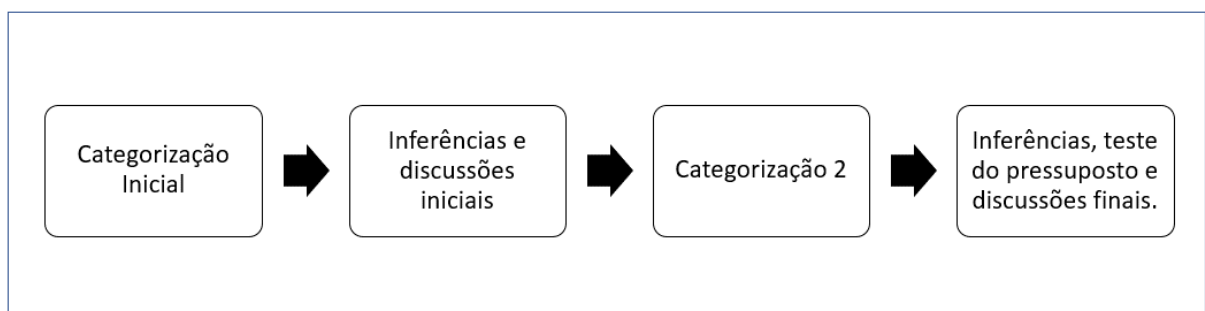 Categorização
Inicial
Inferências e
discussões
iniciais
Categorização 2
Inferências, teste
do pressuposto e
discussões finais.